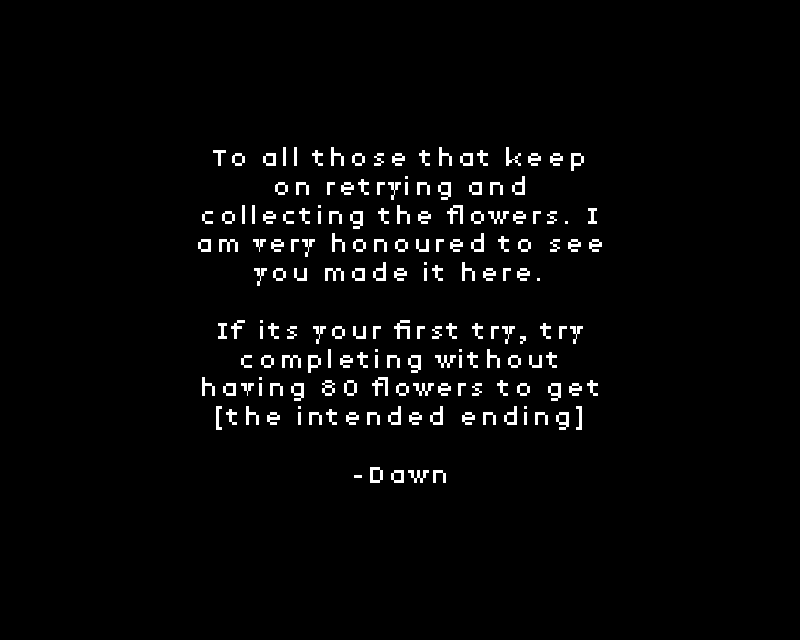 To all those that keep
on retrying and
collecting the flowers. I
am very honoured to see
you made it here.
If its your first try, try
completing without
having 80 flowers to get
[the intended ending]
-Dawn